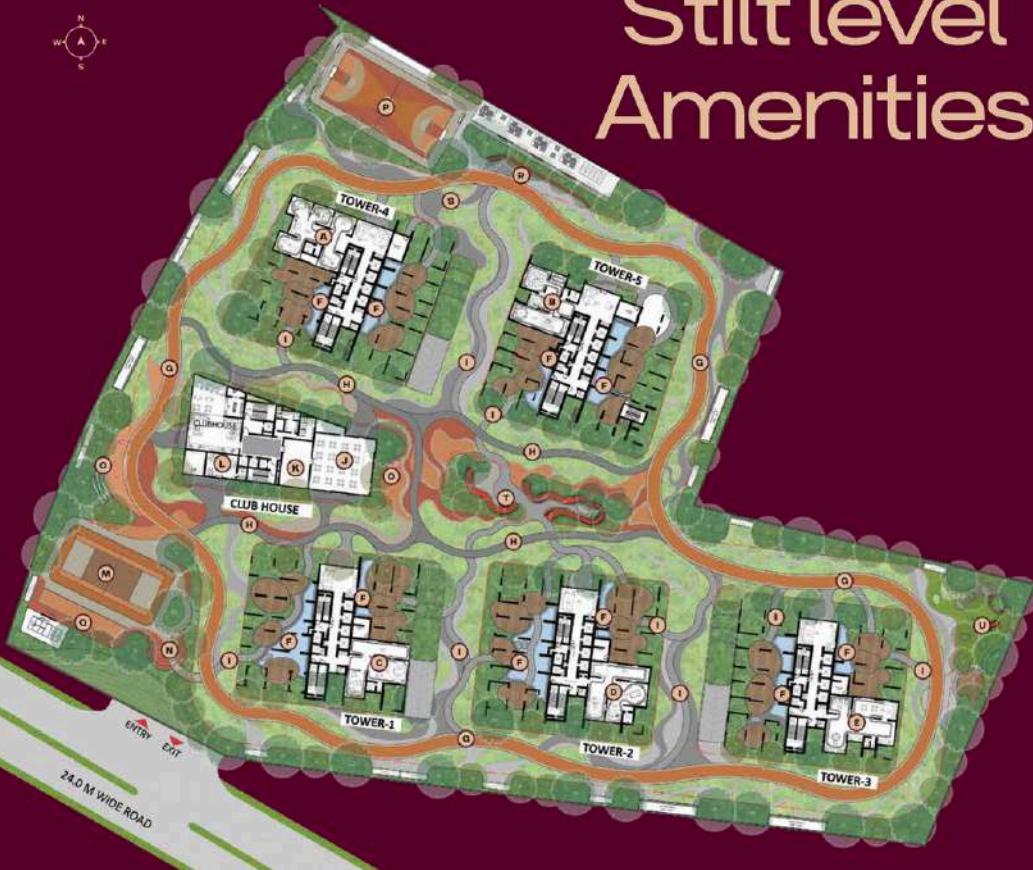 Stilt level
Amenities
N
W E
S
P
R
S
TOWER-4
A
TOWER-5
B
F F
F
F
I
I
G
G
H
I
H
CLUBHOUSE
L
K
J
O
O
T
CLUB HOUSE
H
H
M
Q
N
G
U
F
F
C
I
I
F
F
I
D
I
I
F
F
I
E
TOWER-1
G
TOWER-2
TOWER-3
ENTRY
EXIT
24.0 M WIDE ROAD